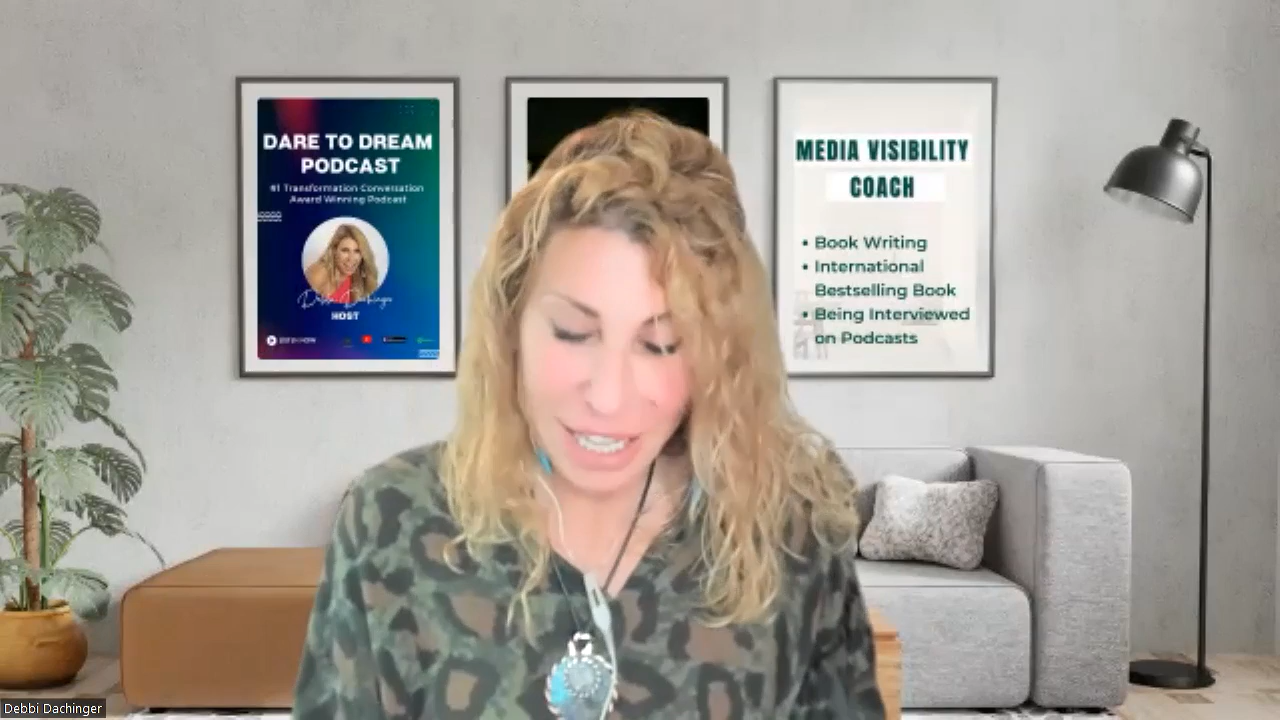 DARE TO DREAM
PODCAST
#1 Transformation Conversation
Award Winning Podcast
HOST
MEDIA VISIBILITY
COACH
• Book Writing
• International
Bestselling Book
• Being Interviewed
on Podcasts
Debbi Dachinger